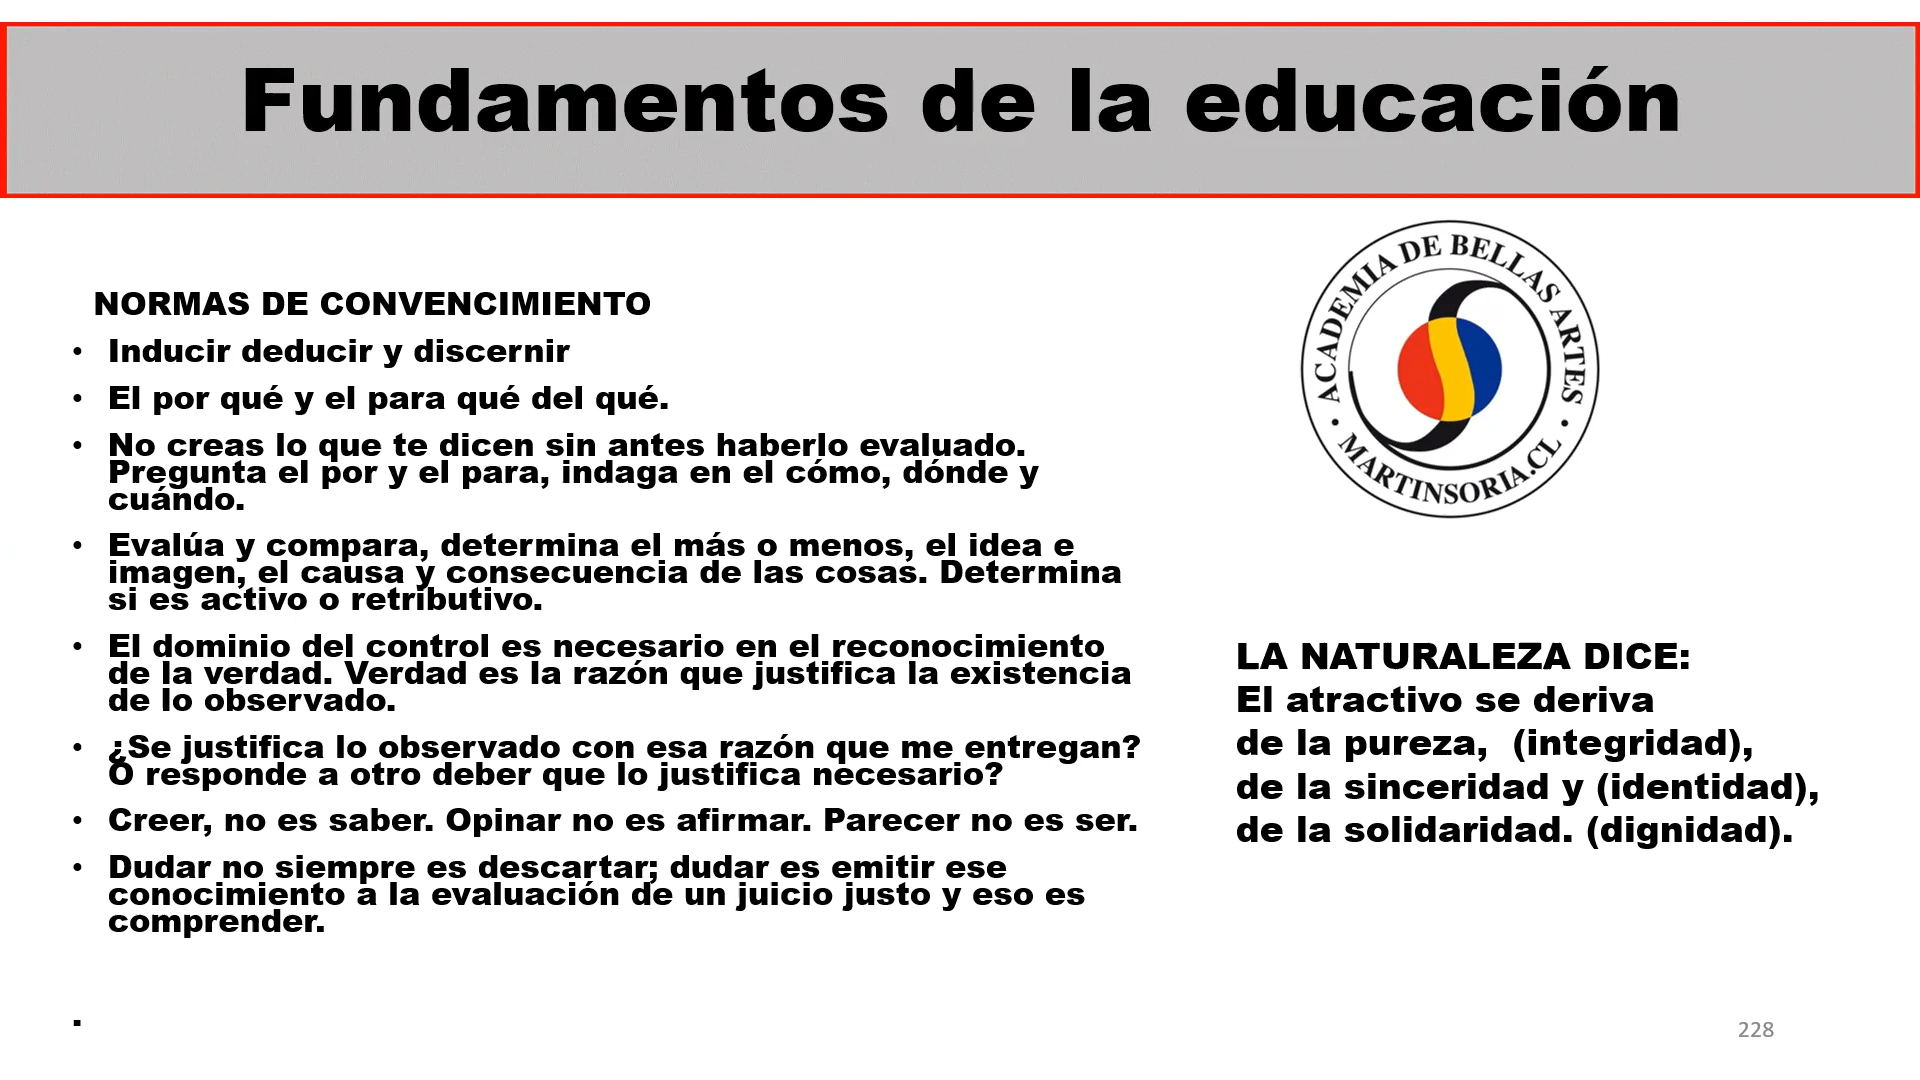 Fundamentos de la educación
NORMAS DE CONVENCIMIENTO
• Inducir deducir y discernir
• El por qué y el para qué del qué.
• No creas lo que te dicen sin antes haberlo evaluado.
Pregunta el por y el para, indaga en el cómo, dónde y
cuándo.
• Evalúa y compara, determina el más o menos, el idea e
imagen, el causa y consecuencia de las cosas. Determina
si es activo o retributivo.
• El dominio del control es necesario en el reconocimiento
de la verdad. Verdad es la razón que justifica la existencia
de lo observado.
• ¿Se justifica lo observado con esa razón que me entregan?
O responde a otro deber que lo justifica necesario?
• Creer, no es saber. Opinar no es afirmar. Parecer no es ser.
• Dudar no siempre es descartar; dudar es emitir ese
conocimiento a la evaluación de un juicio justo y eso es
comprender.
.
ACADEMIA DE BELLAS ARTES
• MARTINSORIA.CL •
LA NATURALEZA DICE:
El atractivo se deriva
de la pureza, (integridad),
de la sinceridad y (identidad),
de la solidaridad. (dignidad).
228